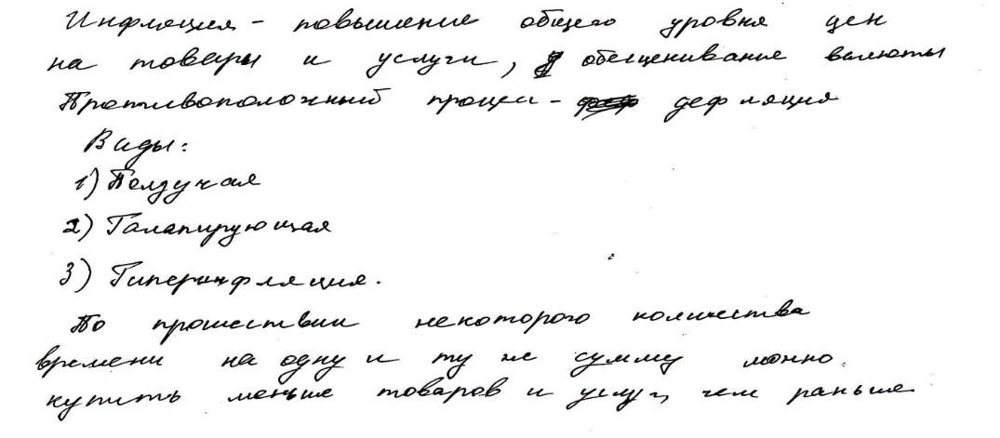 Инфляция - повышение общего уровня цен
на товары и услуги, обесценивание валюты
Противоположный процесс - дефляция
Виды:
1) Ползучая
2) Галапирующая
3) Гиперинфляция.
По прошествии некоторого количества
времени на одну и ту же сумму можно
купить меньше товаров и услуг, чем раньше